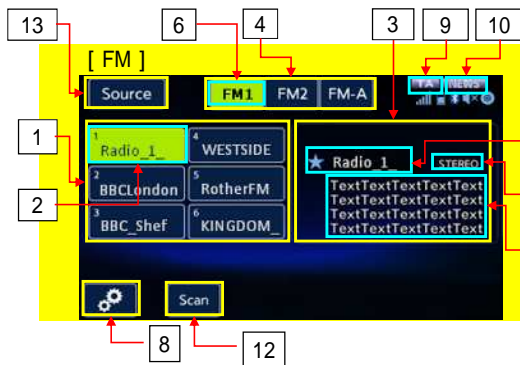 13
6
4
3
9
10
[ FM ]
Source
FM1
FM2
FM-A
TA
NEWS
1
1
Radio_1_
4
WESTSIDE
2
BBCLondon
5
RotherFM
3
BBC_Shef
6
KINGDOM_
2
Radio_1_
STEREO
TextTextTextTextText
TextTextTextTextText
TextTextTextTextText
TextTextTextTextText
Scan
8
12